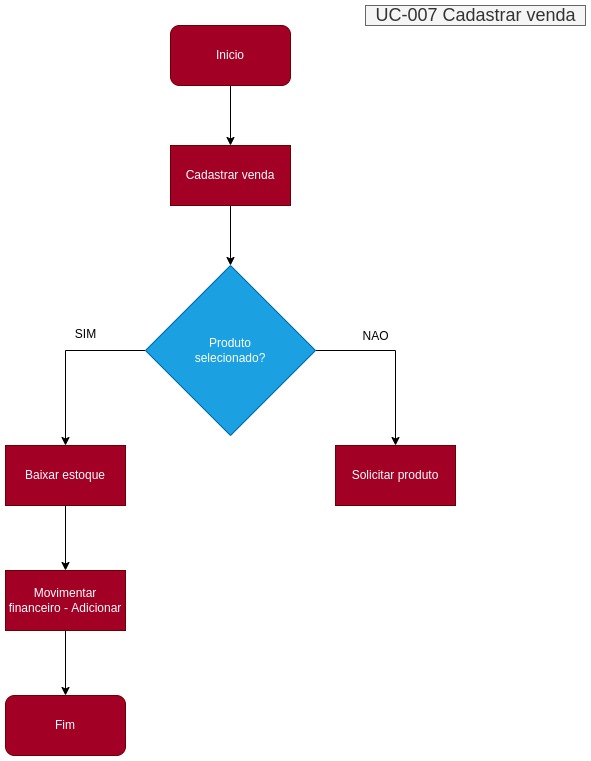 UC-007 Cadastrar venda
Inicio
Cadastrar venda
Produto
selecionado?
SIM
NAO
Baixar estoque
Solicitar produto
Movimentar
financeiro - Adicionar
Fim